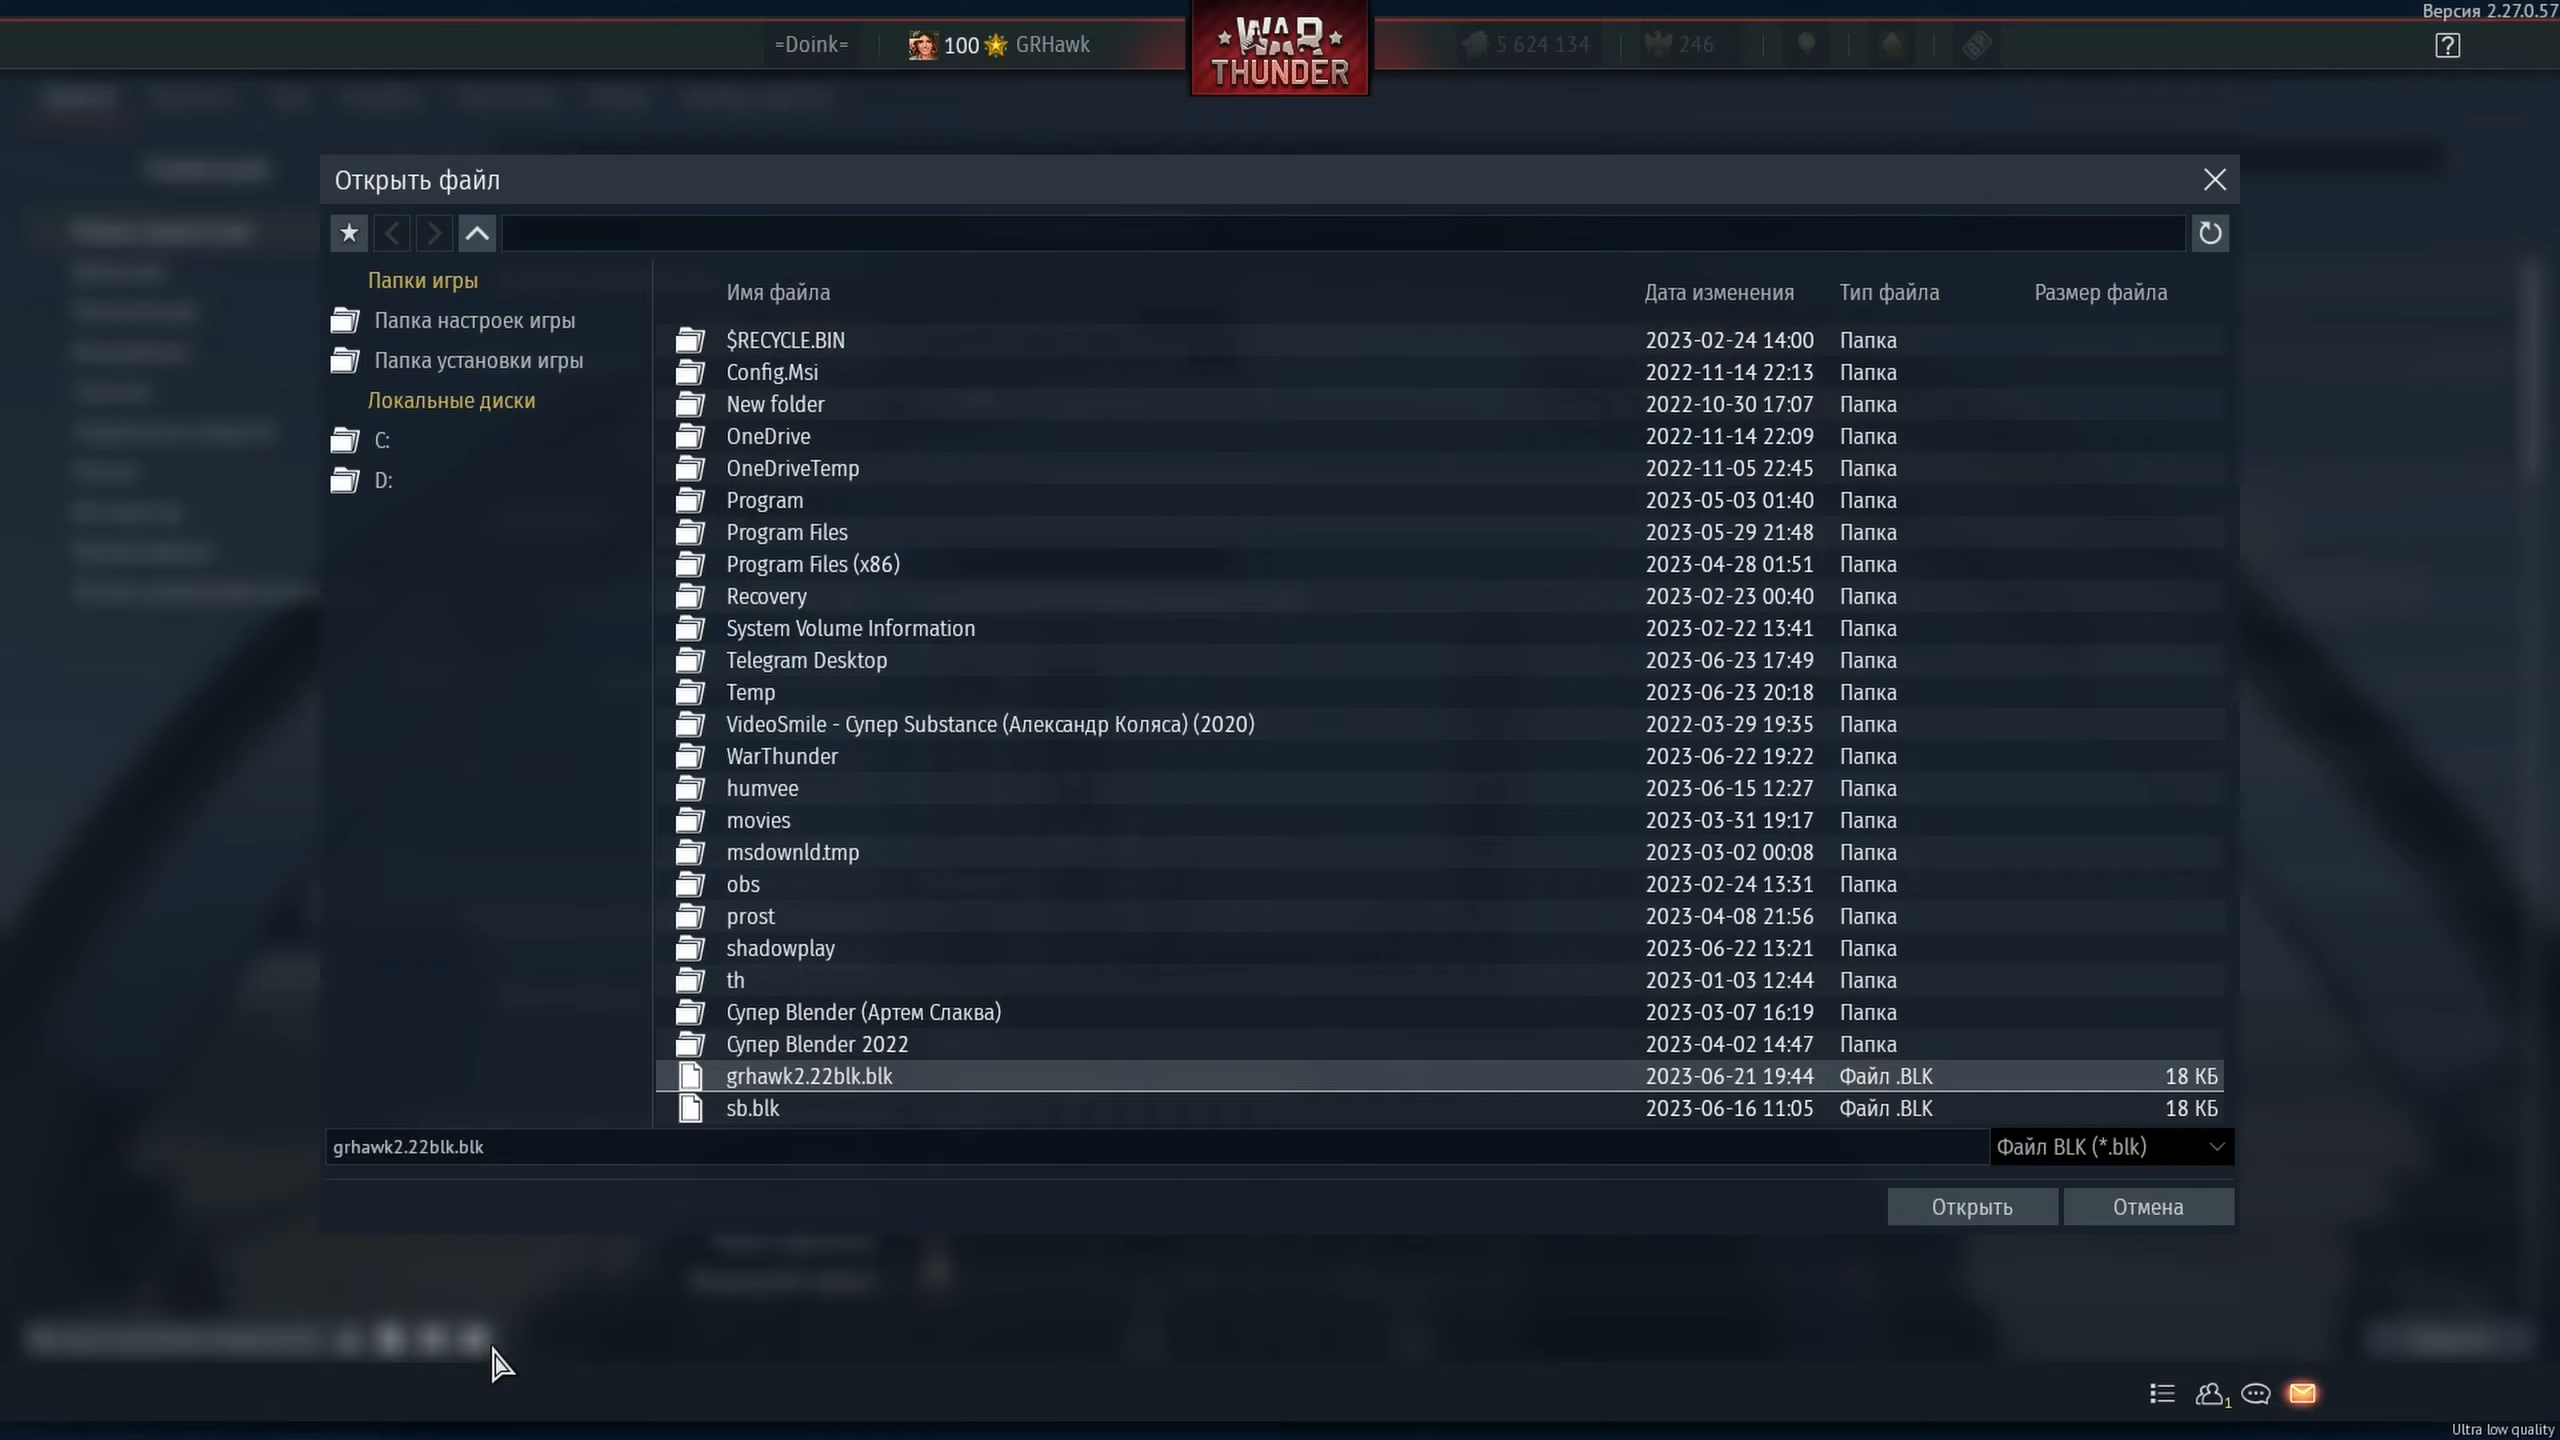 Версия 2.27.0.57
=Doink= 100 GRHawk WAR THUNDER 5 624 134 246
Открыть файл
Папки игры
Папка настроек игры
Папка установки игры
Локальные диски
C:
D:
Имя файла Дата изменения Тип файла Размер файла
$RECYCLE.BIN 2023-02-24 14:00 Папка
Config.Msi 2022-11-14 22:13 Папка
New folder 2022-10-30 17:07 Папка
OneDrive 2022-11-14 22:09 Папка
OneDriveTemp 2022-11-05 22:45 Папка
Program 2023-05-03 01:40 Папка
Program Files 2023-05-29 21:48 Папка
Program Files (x86) 2023-04-28 01:51 Папка
Recovery 2023-02-23 00:40 Папка
System Volume Information 2023-02-22 13:41 Папка
Telegram Desktop 2023-06-23 17:49 Папка
Temp 2023-06-23 20:18 Папка
VideoSmile - Супер Substance (Александр Коляса) (2020) 2022-03-29 19:35 Папка
WarThunder 2023-06-22 19:22 Папка
humvee 2023-06-15 12:27 Папка
movies 2023-03-31 19:17 Папка
msdownld.tmp 2023-03-02 00:08 Папка
obs 2023-02-24 13:31 Папка
prost 2023-04-08 21:56 Папка
shadowplay 2023-06-22 13:21 Папка
th 2023-01-03 12:44 Папка
Супер Blender (Артем Слаква) 2023-03-07 16:19 Папка
Супер Blender 2022 2023-04-02 14:47 Папка
grhawk2.22blk.blk 2023-06-21 19:44 Файл .BLK 18 КБ
sb.blk 2023-06-16 11:05 Файл .BLK 18 КБ
grhawk2.22blk.blk Файл BLK (*.blk)
Открыть Отмена
1
Ultra low quality